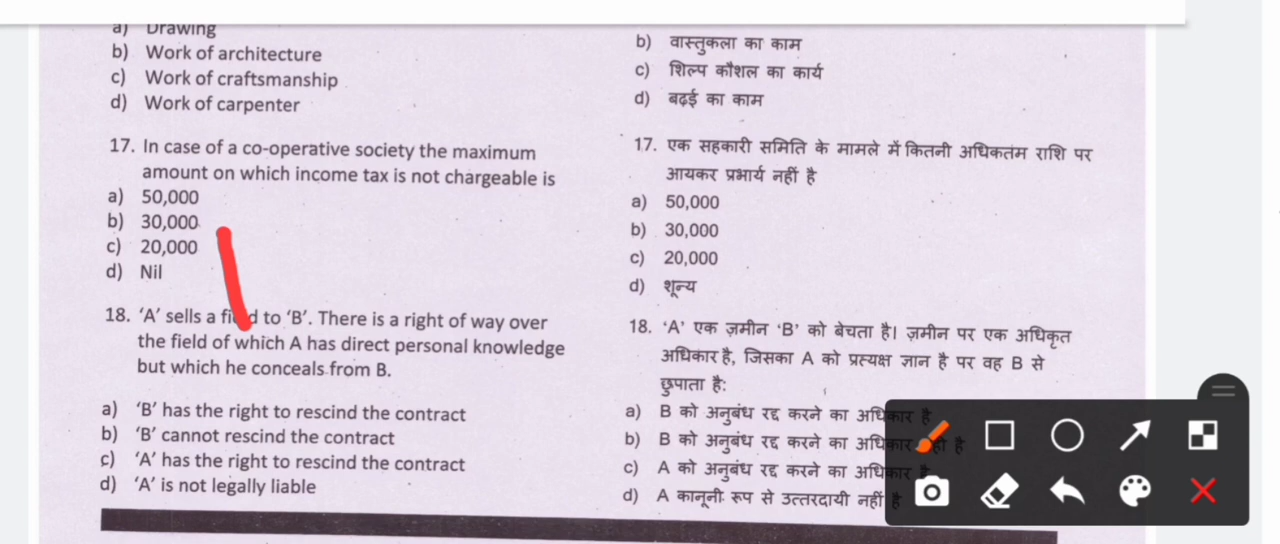 a) Drawing
b) Work of architecture
c) Work of craftsmanship
d) Work of carpenter
17. In case of a co-operative society the maximum
amount on which income tax is not chargeable is
a) 50,000
b) 30,000
c) 20,000
d) Nil
18. ‘A’ sells a field to ‘B’. There is a right of way over
the field of which A has direct personal knowledge
but which he conceals from B.
a) ‘B’ has the right to rescind the contract
b) ‘B’ cannot rescind the contract
c) ‘A’ has the right to rescind the contract
d) ‘A’ is not legally liable
b) वास्तुकला का काम
c) शिल्प कौशल का कार्य
d) बढ़ई का काम
17. एक सहकारी समिति के मामले में कितनी अधिकतम राशि पर
आयकर प्रभार्य नहीं है
a) 50,000
b) 30,000
c) 20,000
d) शून्य
18. ‘A’ एक ज़मीन ‘B’ को बेचता है। ज़मीन पर एक अधिकृत
अधिकार है, जिसका A को प्रत्यक्ष ज्ञान है पर वह B से
छुपाता है:
a) B को अनुबंध रद्द करने का अधिकार है
b) B को अनुबंध रद्द करने का अधिकार नहीं है
c) A को अनुबंध रद्द करने का अधिकार है
d) A कानूनी रूप से उत्तरदायी नहीं है